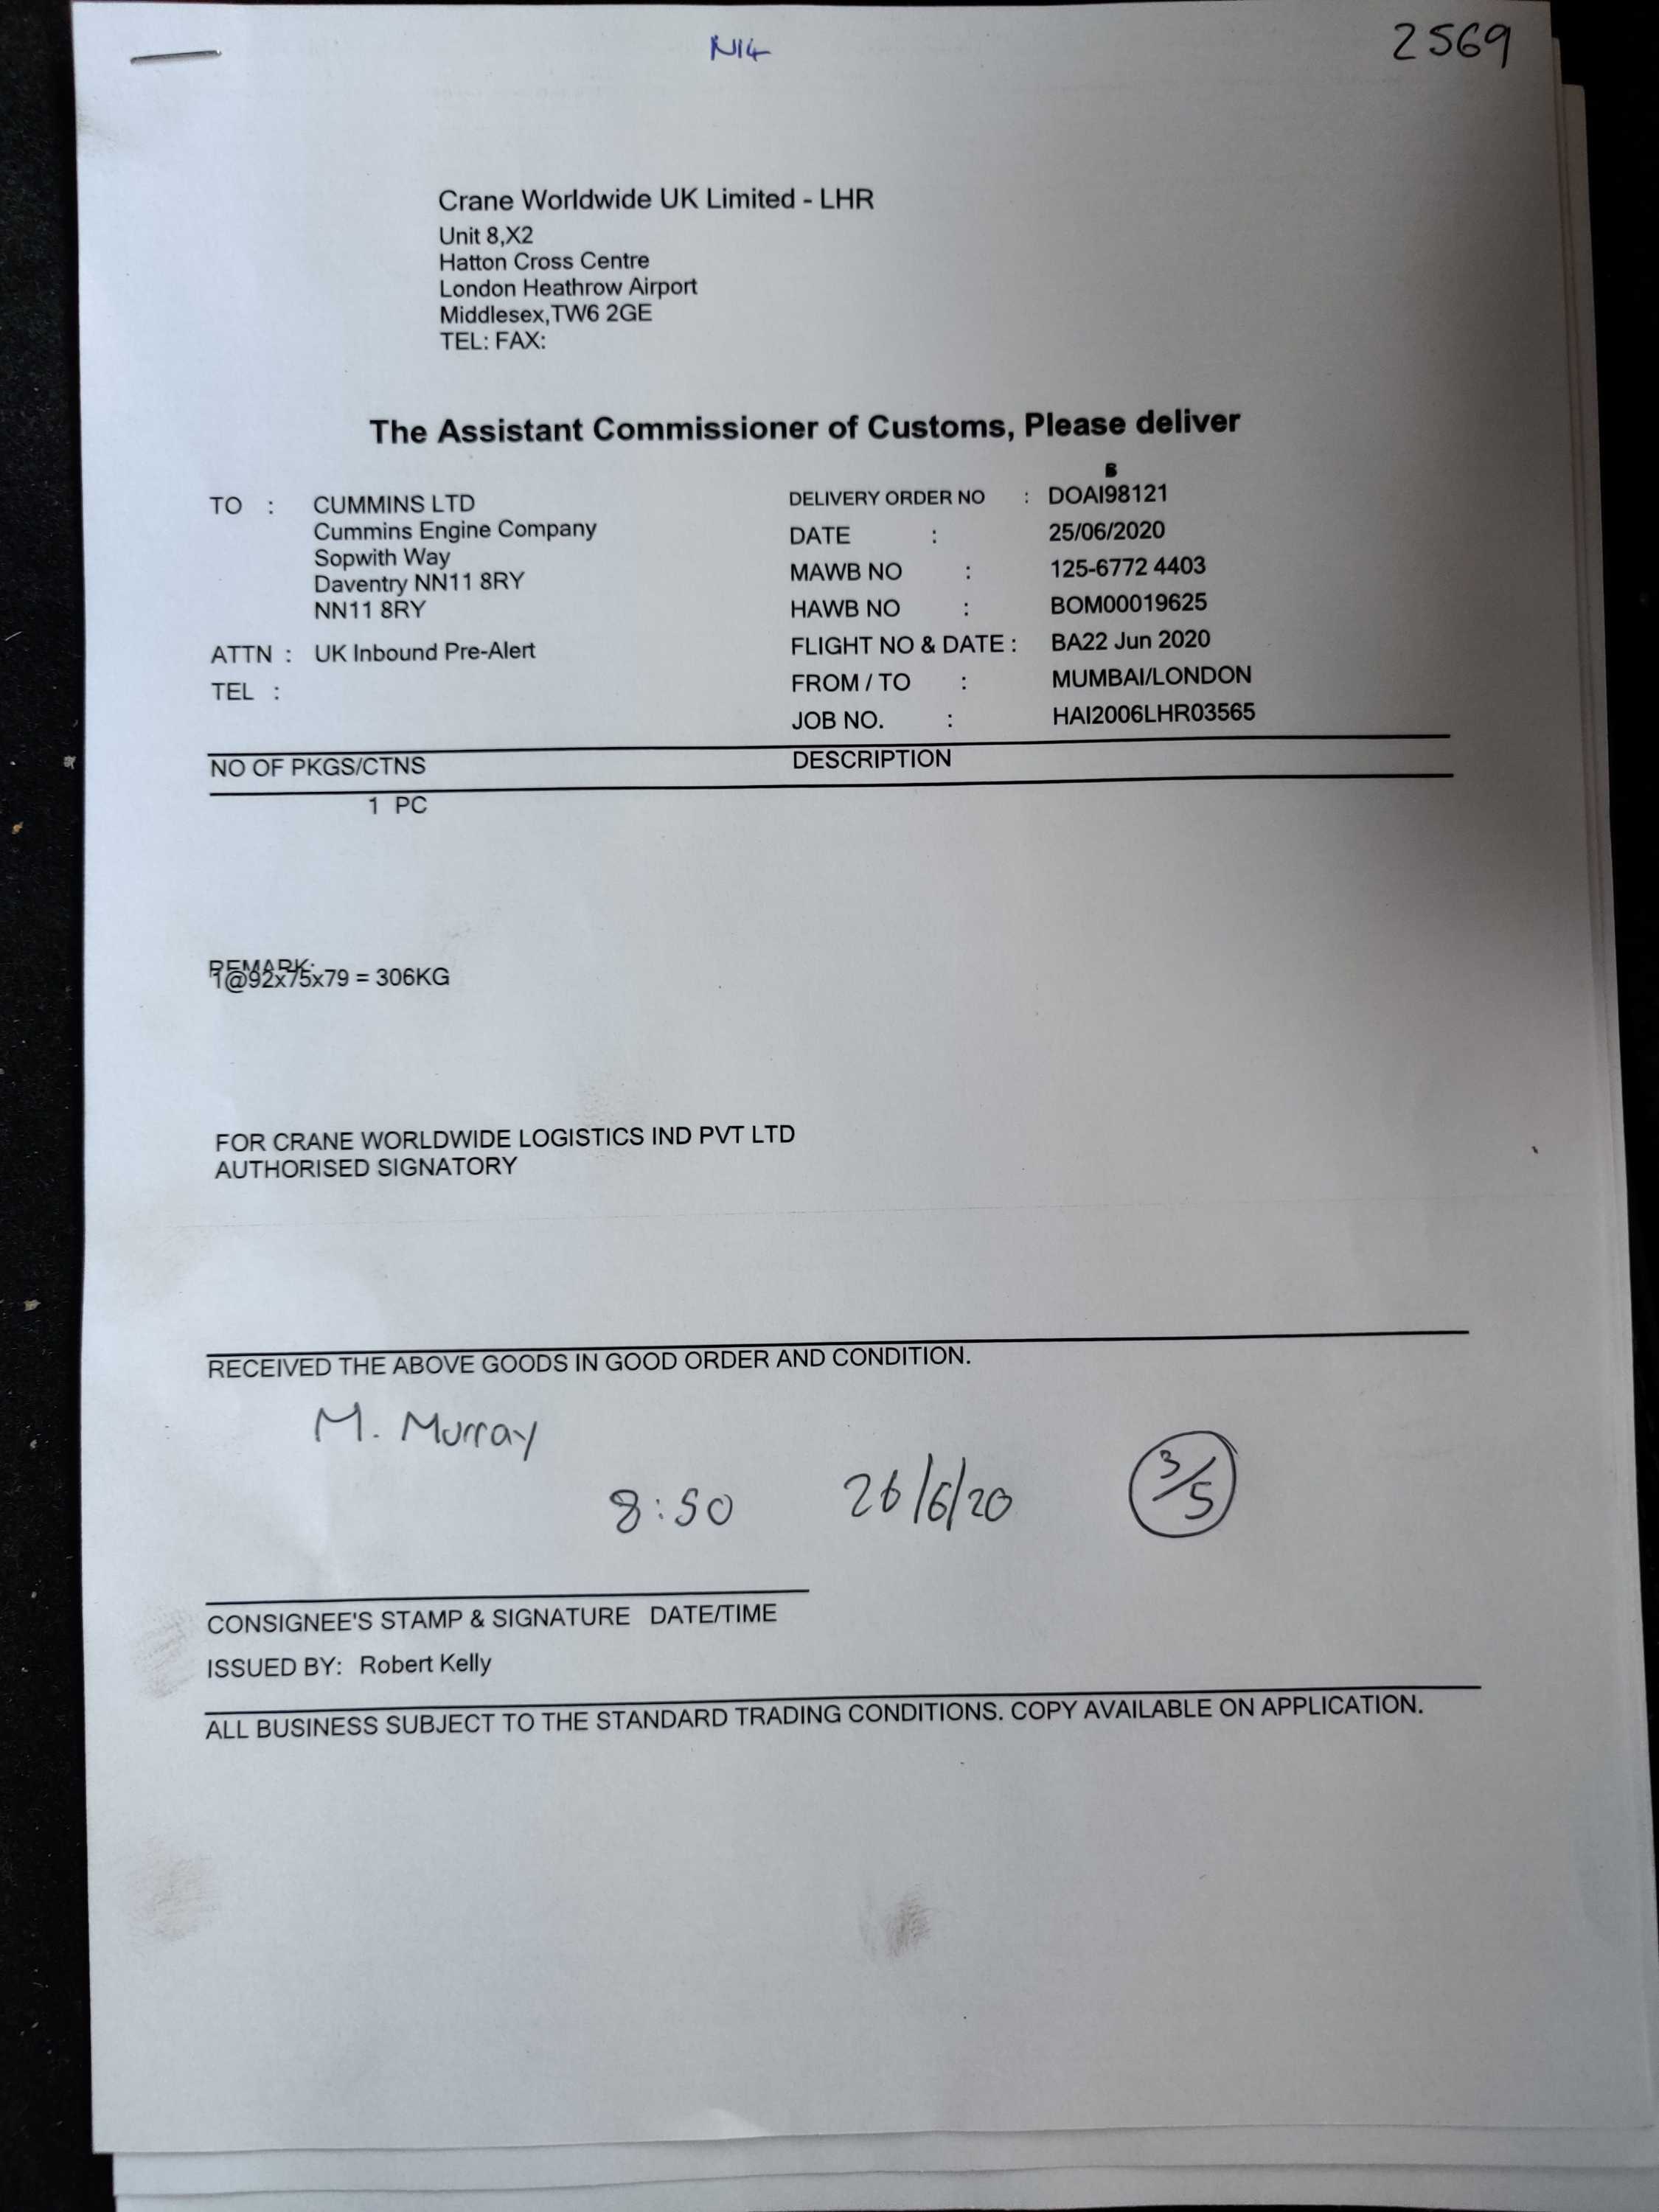 N14
2569
Crane Worldwide UK Limited - LHR
Unit 8,X2
Hatton Cross Centre
London Heathrow Airport
Middlesex,TW6 2GE
TEL: FAX:
The Assistant Commissioner of Customs, Please deliver
TO : CUMMINS LTD
Cummins Engine Company
Sopwith Way
Daventry NN11 8RY
NN11 8RY
ATTN : UK Inbound Pre-Alert
TEL :
B
DELIVERY ORDER NO : DOAI98121
DATE : 25/06/2020
MAWB NO : 125-6772 4403
HAWB NO : BOM00019625
FLIGHT NO & DATE : BA22 Jun 2020
FROM / TO : MUMBAI/LONDON
JOB NO. : HAI2006LHR03565
NO OF PKGS/CTNS DESCRIPTION
1 PC
REMARK:
1@92x75x79 = 306KG
FOR CRANE WORLDWIDE LOGISTICS IND PVT LTD
AUTHORISED SIGNATORY
RECEIVED THE ABOVE GOODS IN GOOD ORDER AND CONDITION.
M. Murray
8:50 26/6/20 3/5
CONSIGNEE'S STAMP & SIGNATURE DATE/TIME
ISSUED BY: Robert Kelly
ALL BUSINESS SUBJECT TO THE STANDARD TRADING CONDITIONS. COPY AVAILABLE ON APPLICATION.